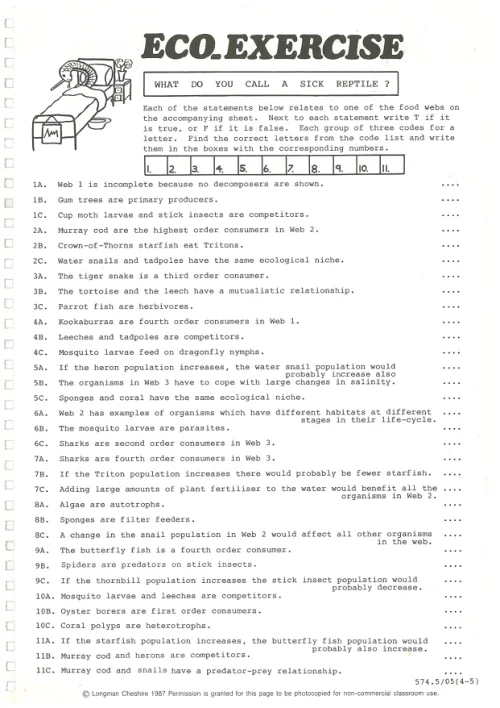 ECO-EXERCISE
WHAT DO YOU CALL A SICK REPTILE ?
Each of the statements below relates to one of the food webs on
the accompanying sheet. Next to each statement write T if it
is true, or F if it is false. Each group of three codes for a
letter. Find the correct letters from the code list and write
them in the boxes with the corresponding numbers.
1. 2. 3. 4. 5. 6. 7. 8. 9. 10. 11.
1A. Web 1 is incomplete because no decomposers are shown. ....
1B. Gum trees are primary producers. ....
1C. Cup moth larvae and stick insects are competitors. ....
2A. Murray cod are the highest order consumers in Web 2. ....
2B. Crown-of-Thorns starfish eat Tritons. ....
2C. Water snails and tadpoles have the same ecological niche. ....
3A. The tiger snake is a third order consumer. ....
3B. The tortoise and the leech have a mutualistic relationship. ....
3C. Parrot fish are herbivores. ....
4A. Kookaburras are fourth order consumers in Web 1. ....
4B. Leeches and tadpoles are competitors. ....
4C. Mosquito larvae feed on dragonfly nymphs. ....
5A. If the heron population increases, the water snail population would
probably increase also ....
5B. The organisms in Web 3 have to cope with large changes in salinity. ....
5C. Sponges and coral have the same ecological niche. ....
6A. Web 2 has examples of organisms which have different habitats at different ....
stages in their life-cycle.
6B. The mosquito larvae are parasites. ....
6C. Sharks are second order consumers in Web 3. ....
7A. Sharks are fourth order consumers in Web 3. ....
7B. If the Triton population increases there would probably be fewer starfish. ....
7C. Adding large amounts of plant fertiliser to the water would benefit all the ....
organisms in Web 2.
8A. Algae are autotrophs. ....
8B. Sponges are filter feeders. ....
8C. A change in the snail population in Web 2 would affect all other organisms ....
in the web.
9A. The butterfly fish is a fourth order consumer. ....
9B. Spiders are predators on stick insects. ....
9C. If the thornbill population increases the stick insect population would ....
probably decrease.
10A. Mosquito larvae and leeches are competitors. ....
10B. Oyster borers are first order consumers. ....
10C. Coral polyps are heterotrophs. ....
11A. If the starfish population increases, the butterfly fish population would ....
probably also increase.
11B. Murray cod and herons are competitors. ....
11C. Murray cod and snails have a predator-prey relationship. ....
574.5/05(4-5)
© Longman Cheshire 1987 Permission is granted for this page to be photocopied for non-commercial classroom use.